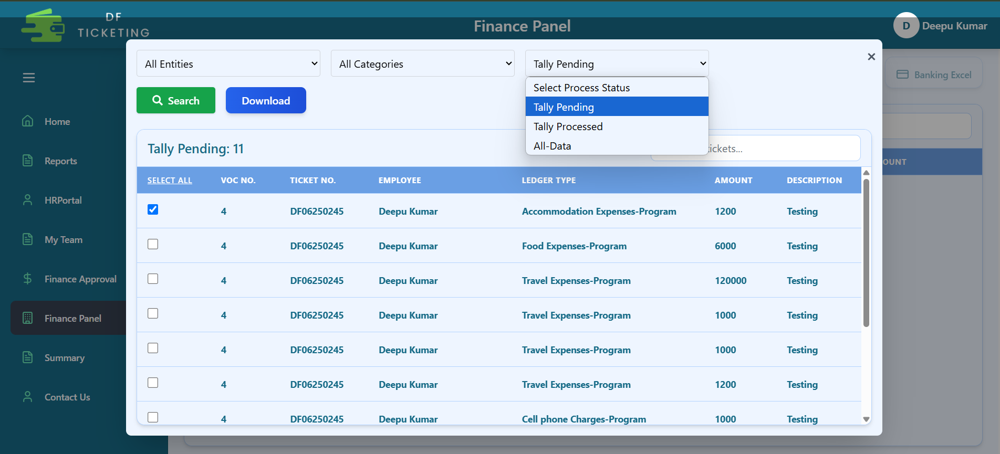 DF
TICKETING
Finance Panel
D
Deepu Kumar
All Entities
All Categories
Tally Pending
Select Process Status
Tally Pending
Tally Processed
All-Data
Search
Download
Banking Excel
Home
Reports
HRPortal
My Team
Finance Approval
Finance Panel
Summary
Contact Us
Tally Pending: 11
tickets...
SELECT ALL VOC NO. TICKET NO. EMPLOYEE LEDGER TYPE AMOUNT DESCRIPTION
4 DF06250245 Deepu Kumar Accommodation Expenses-Program 1200 Testing
4 DF06250245 Deepu Kumar Food Expenses-Program 6000 Testing
4 DF06250245 Deepu Kumar Travel Expenses-Program 120000 Testing
4 DF06250245 Deepu Kumar Travel Expenses-Program 1000 Testing
4 DF06250245 Deepu Kumar Travel Expenses-Program 1000 Testing
4 DF06250245 Deepu Kumar Travel Expenses-Program 1200 Testing
4 DF06250245 Deepu Kumar Cell phone Charges-Program 1000 Testing
OUNT